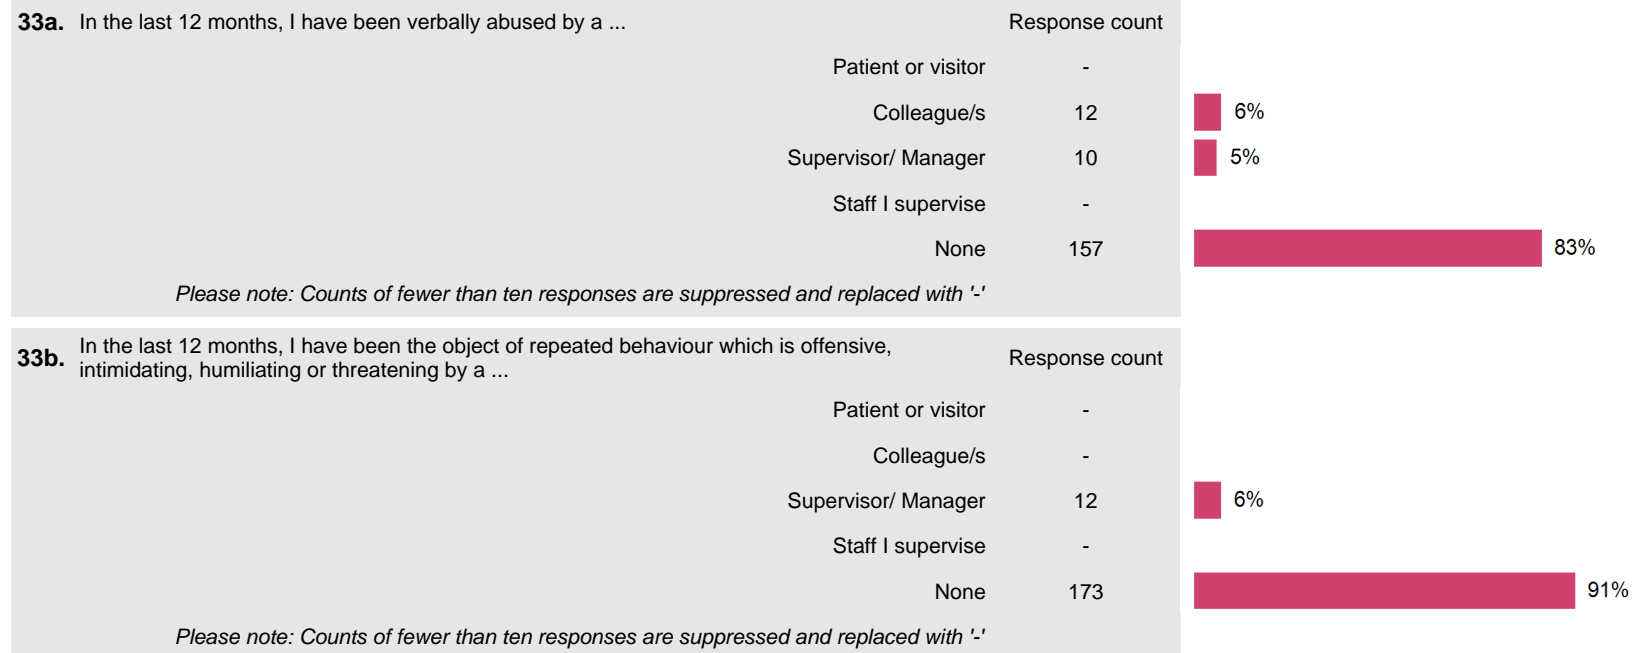 33a. In the last 12 months, I have been verbally abused by a ... Response count
Patient or visitor -
Colleague/s 12 6%
Supervisor/ Manager 10 5%
Staff I supervise -
None 157 83%
Please note: Counts of fewer than ten responses are suppressed and replaced with '-'
33b. In the last 12 months, I have been the object of repeated behaviour which is offensive,
intimidating, humiliating or threatening by a ... Response count
Patient or visitor -
Colleague/s -
Supervisor/ Manager 12 6%
Staff I supervise -
None 173 91%
Please note: Counts of fewer than ten responses are suppressed and replaced with '-'